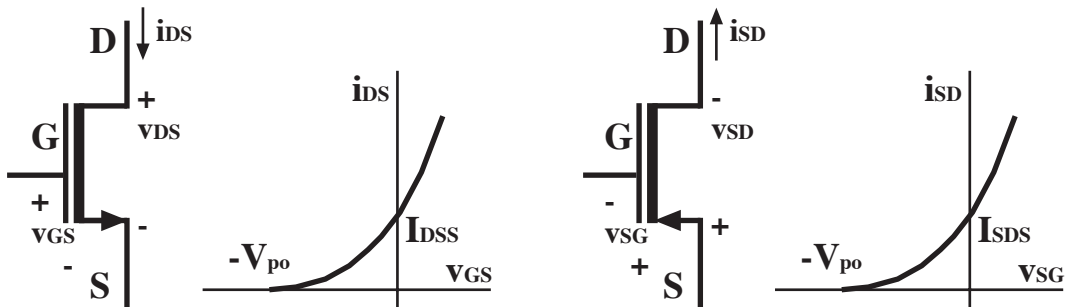 D
iDS
+
vDS
G
+
vGS
-
-
S
iDS
IDSS
-Vpo
vGS
D
iSD
-
vSD
G
-
vSG
+
+
S
iSD
ISDS
-Vpo
vSG